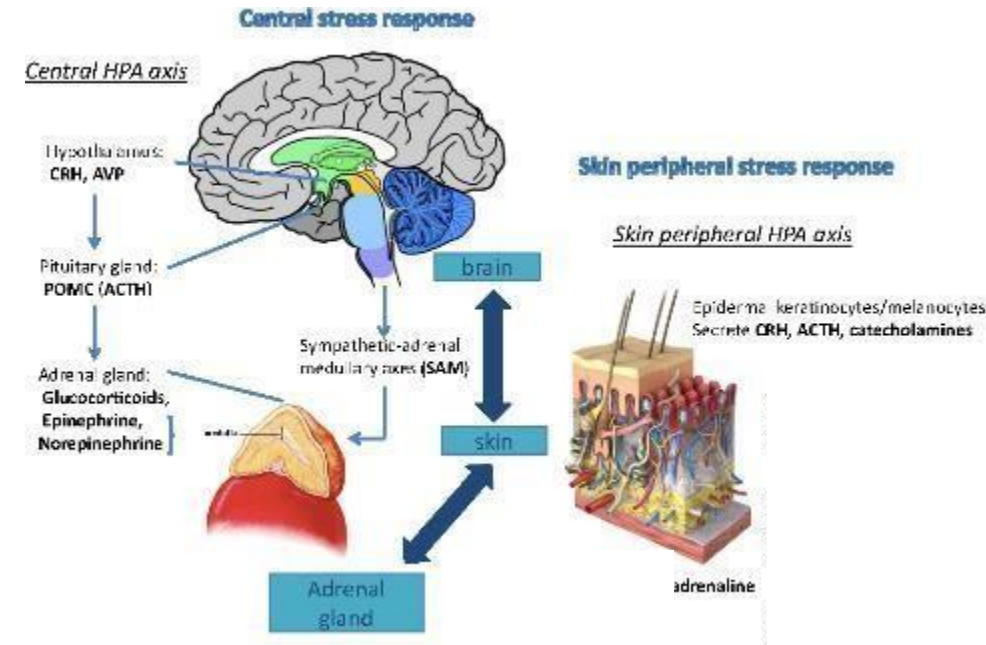 Central stress response
Central HPA axis
Hypothalamus:
CRH, AVP
Pituitary gland:
POMC (ACTH)
Adrenal gland:
Glucocorticoids,
Epinephrine,
Norepinephrine
Sympathetic-adrenal
medullary axes (SAM)
brain
skin
Adrenal
gland
Skin peripheral stress response
Skin peripheral HPA axis
Epidermal keratinocytes/melanocytes
Secrete CRH, ACTH, catecholamines
adrenaline